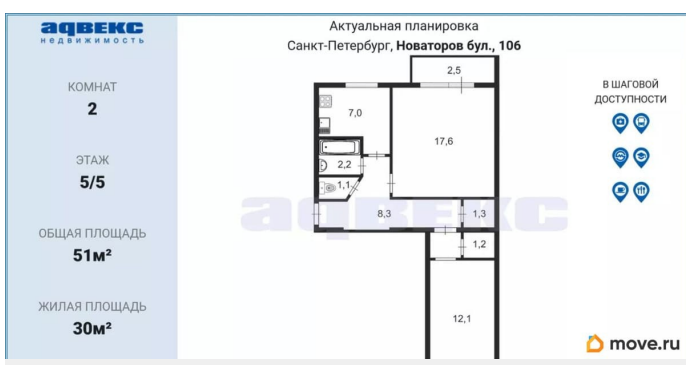 адвекс
недвижимость
КОМНАТ
2
ЭТАЖ
5/5
ОБЩАЯ ПЛОЩАДЬ
51м²
ЖИЛАЯ ПЛОЩАДЬ
30м²
Актуальная планировка
Санкт-Петербург, Новаторов бул., 106
2,5
7,0
17,6
2,2
1,1
8,3
1,3
1,2
12,1
адвекс
В ШАГОВОЙ
ДОСТУПНОСТИ
move.ru